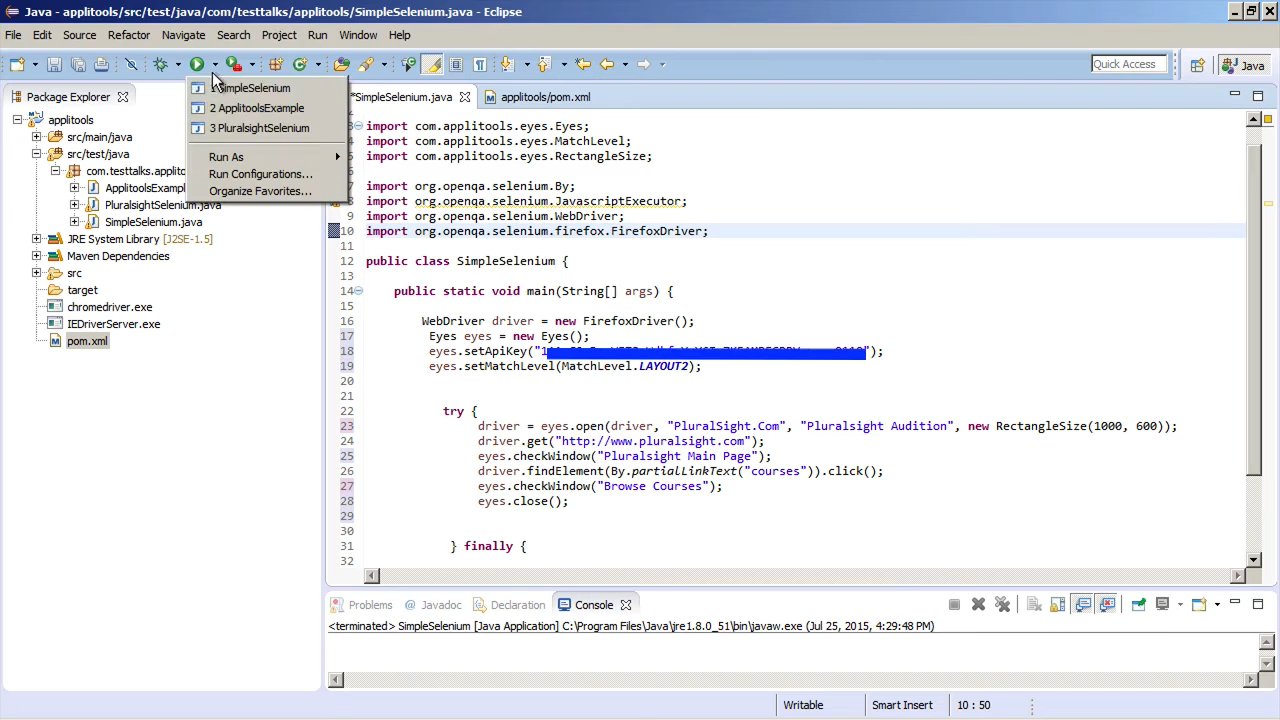 Java - applitools/src/test/java/com/testtalks/applitools/SimpleSelenium.java - Eclipse
File Edit Source Refactor Navigate Search Project Run Window Help
Quick Access
Java
Package Explorer
*SimpleSelenium.java
applitools/pom.xml
applitools
src/main/java
src/test/java
com.testtalks.applitoo
ApplitoolsExamp
PluralsightSelenium.java
SimpleSelenium.java
JRE System Library [J2SE-1.5]
Maven Dependencies
src
target
chromedriver.exe
IEDriverServer.exe
pom.xml
SimpleSelenium
2 ApplitoolsExample
3 PluralsightSelenium
Run As
Run Configurations...
Organize Favorites...
import com.applitools.eyes.Eyes;
4 import com.applitools.eyes.MatchLevel;
5 import com.applitools.eyes.RectangleSize;
6
7 import org.openqa.selenium.By;
8 import org.openqa.selenium.JavascriptExecutor;
9 import org.openqa.selenium.WebDriver;
10 import org.openqa.selenium.firefox.FirefoxDriver;
11
12 public class SimpleSelenium {
13
14 public static void main(String[] args) {
15
16 WebDriver driver = new FirefoxDriver();
17 Eyes eyes = new Eyes();
18 eyes.setApiKey("1 ");
19 eyes.setMatchLevel(MatchLevel.LAYOUT2);
20
21
22 try {
23 driver = eyes.open(driver, "PluralSight.Com", "Pluralsight Audition", new RectangleSize(1000, 600));
24 driver.get("http://www.pluralsight.com");
25 eyes.checkWindow("Pluralsight Main Page");
26 driver.findElement(By.partialLinkText("courses")).click();
27 eyes.checkWindow("Browse Courses");
28 eyes.close();
29
30
31 } finally {
32
Problems Javadoc Declaration Console
<terminated> SimpleSelenium [Java Application] C:\Program Files\Java\jre1.8.0_51\bin\javaw.exe (Jul 25, 2015, 4:29:48 PM)
Writable Smart Insert 10 : 50